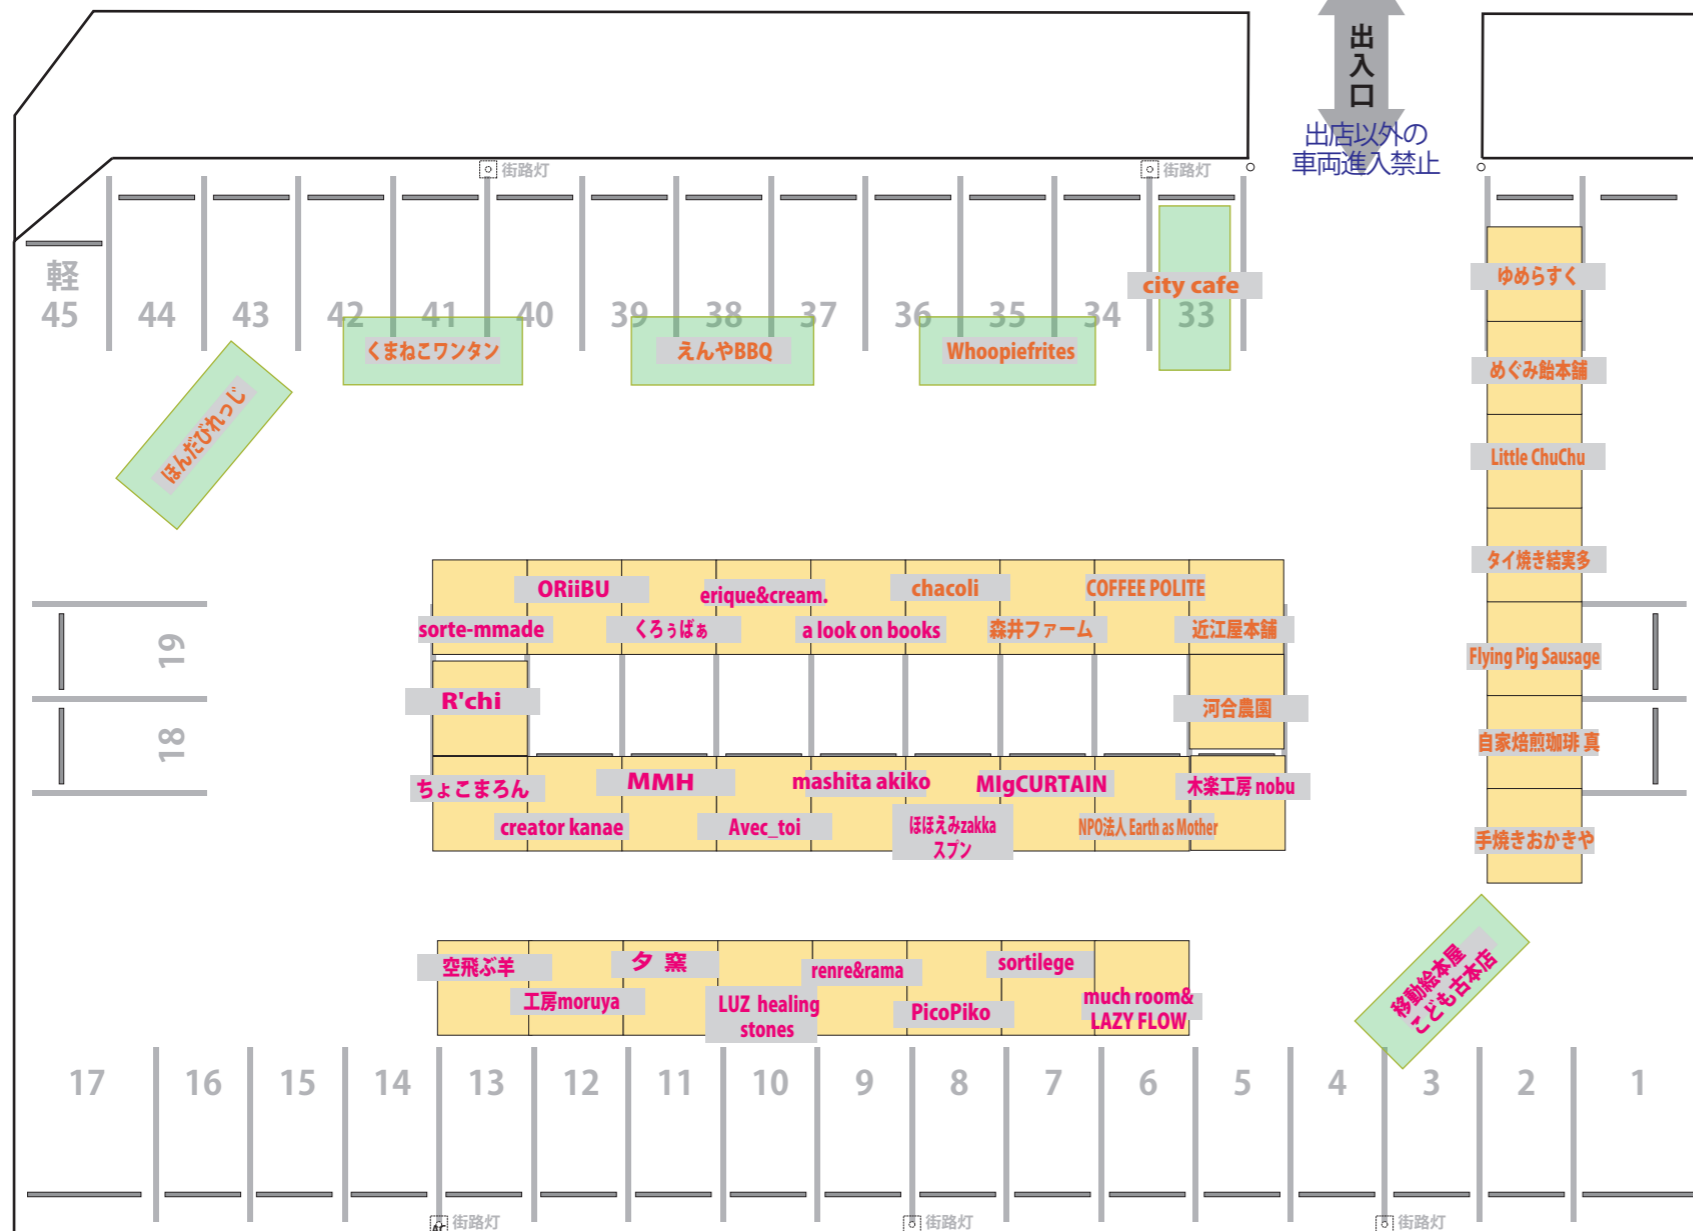 出入口
出店以外の
車両進入禁止
街路灯
街路灯
軽
45
44
43
42
41
40
39
38
37
36
35
34
33
city cafe
くまねこワンタン
えんやBBQ
Whoopiefrites
ほんだびれっじ
ゆめらすく
めぐみ飴本舗
Little ChuChu
タイ焼き結実多
Flying Pig Sausage
自家焙煎珈琲 真
手焼きおかきや
ORiiBU
erique&cream.
chacoli
COFFEE POLITE
sorte-mmade
くろぅばぁ
a look on books
森井ファーム
近江屋本舗
19
18
R'chi
河合農園
ちょこまろん
MMH
mashita akiko
MIgCURTAIN
木楽工房 nobu
creator kanae
Avec_toi
ほほえみzakka
スプン
NPO法人 Earth as Mother
空飛ぶ羊
夕 窯
renre&rama
sortilege
工房moruya
LUZ healing
stones
PicoPiko
much room&
LAZY FLOW
移動絵本屋
こども古本店
17
16
15
14
13
12
11
10
9
8
7
6
5
4
3
2
1
街路灯
街路灯
街路灯